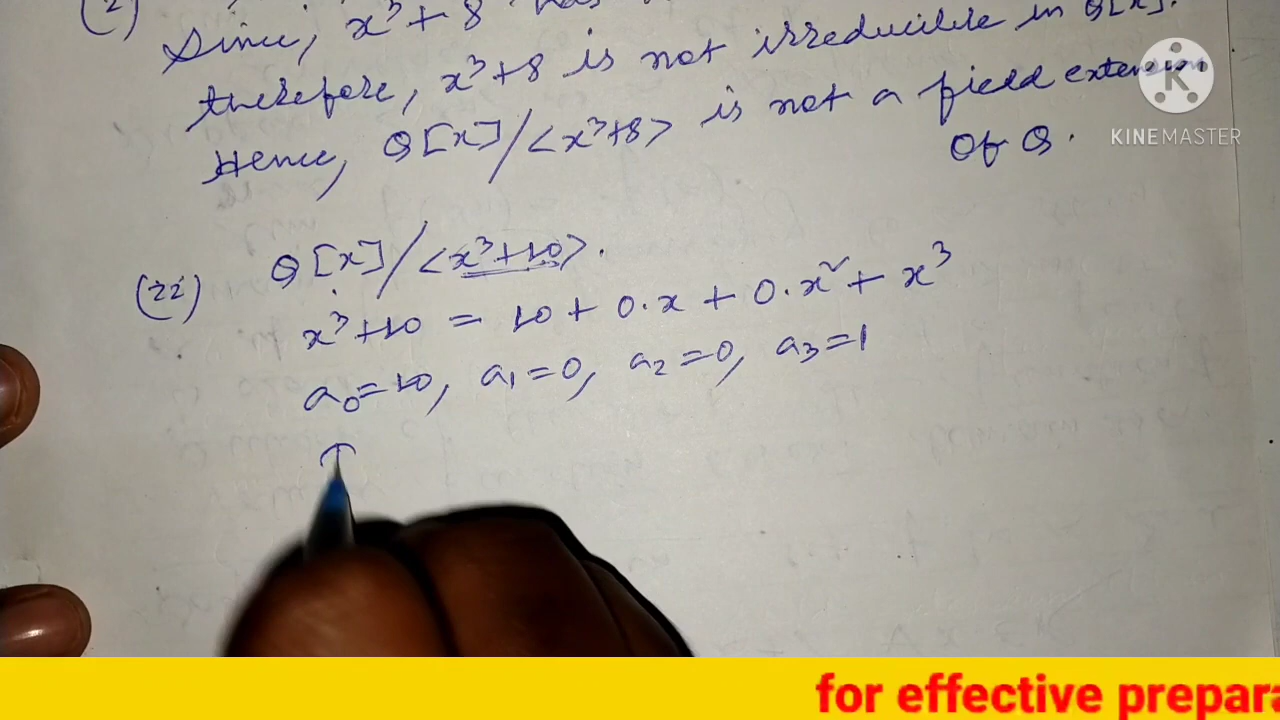 (i)
Since, x³+8 has
therefore, x³+8 is not irreducible in Q[x].
Hence, Q[x]/<x³+8> is not a field extension
of Q.
KINEMASTER
(ii) Q[x]/<x³+10>.
x³+10 = 10 + 0·x + 0·x² + x³
a₀=10, a₁=0, a₂=0, a₃=1
for effective prepara